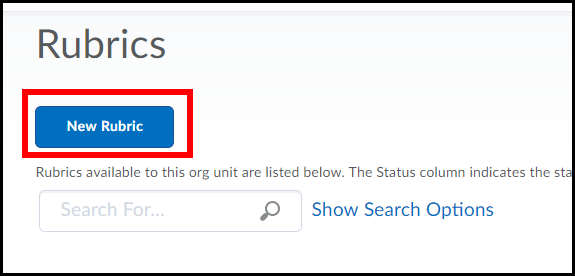 Rubrics
New Rubric
Rubrics available to this org unit are listed below. The Status column indicates the
Search For... Show Search Options